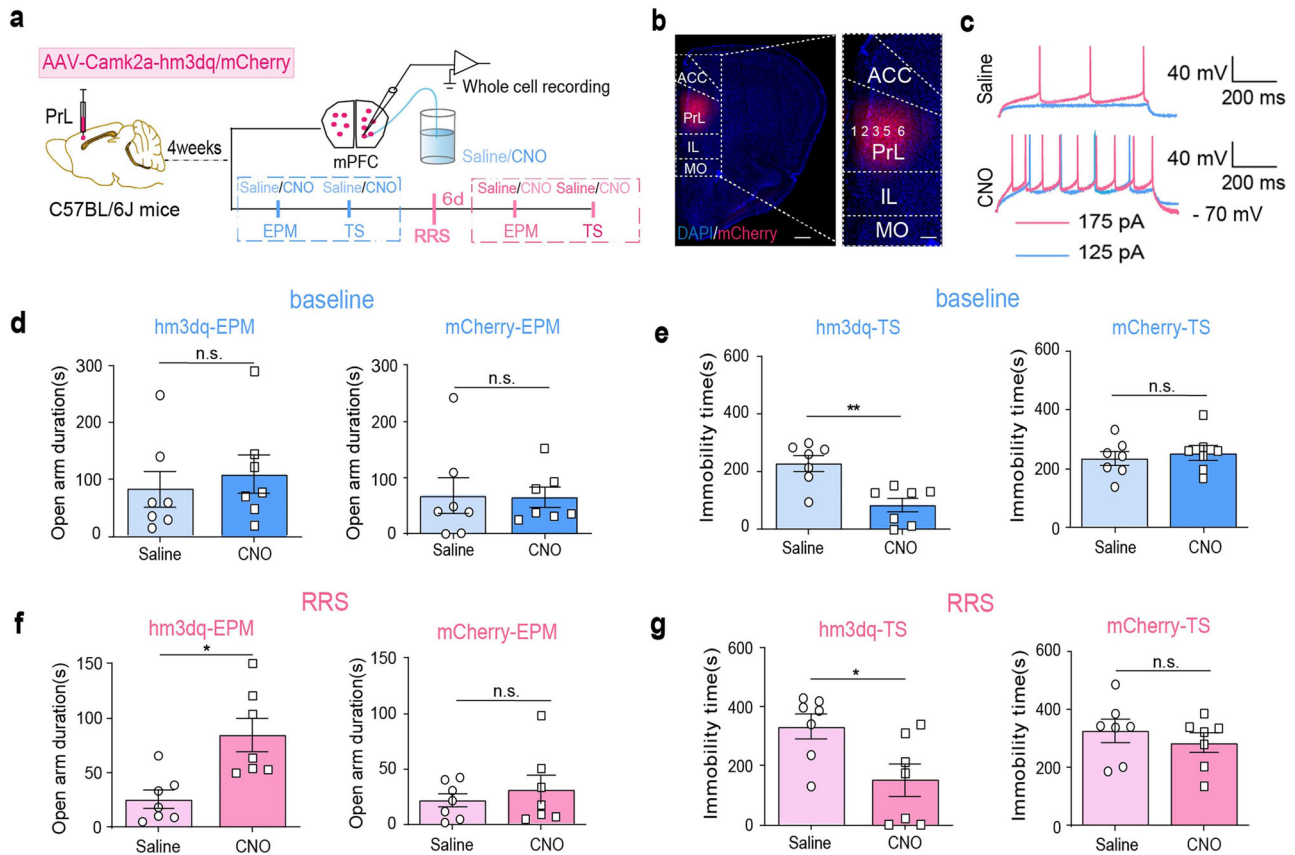 a
AAV-Camk2a-hm3dq/mCherry
PrL
4weeks
C57BL/6J mice
mPFC
Whole cell recording
Saline/CNO
Saline/CNO Saline/CNO
EPM TS
RRS
6d
Saline/CNO Saline/CNO
EPM TS
b
ACC
PrL
IL
MO
DAPI/mCherry
ACC
1 2 3 5 6
PrL
IL
MO
c
Saline
40 mV
200 ms
CNO
40 mV
200 ms
- 70 mV
175 pA
125 pA
baseline
d
hm3dq-EPM
n.s.
Open arm duration(s)
300
200
100
0
Saline CNO
mCherry-EPM
n.s.
Open arm duration(s)
300
200
100
0
Saline CNO
baseline
e
hm3dq-TS
**
Immobility time(s)
600
400
200
0
Saline CNO
mCherry-TS
n.s.
Immobility time(s)
600
400
200
0
Saline CNO
RRS
f
hm3dq-EPM
*
Open arm duration(s)
150
100
50
0
Saline CNO
mCherry-EPM
n.s.
Open arm duration(s)
150
100
50
0
Saline CNO
RRS
g
hm3dq-TS
*
Immobility time(s)
600
400
200
0
Saline CNO
mCherry-TS
n.s.
Immobility time(s)
600
400
200
0
Saline CNO